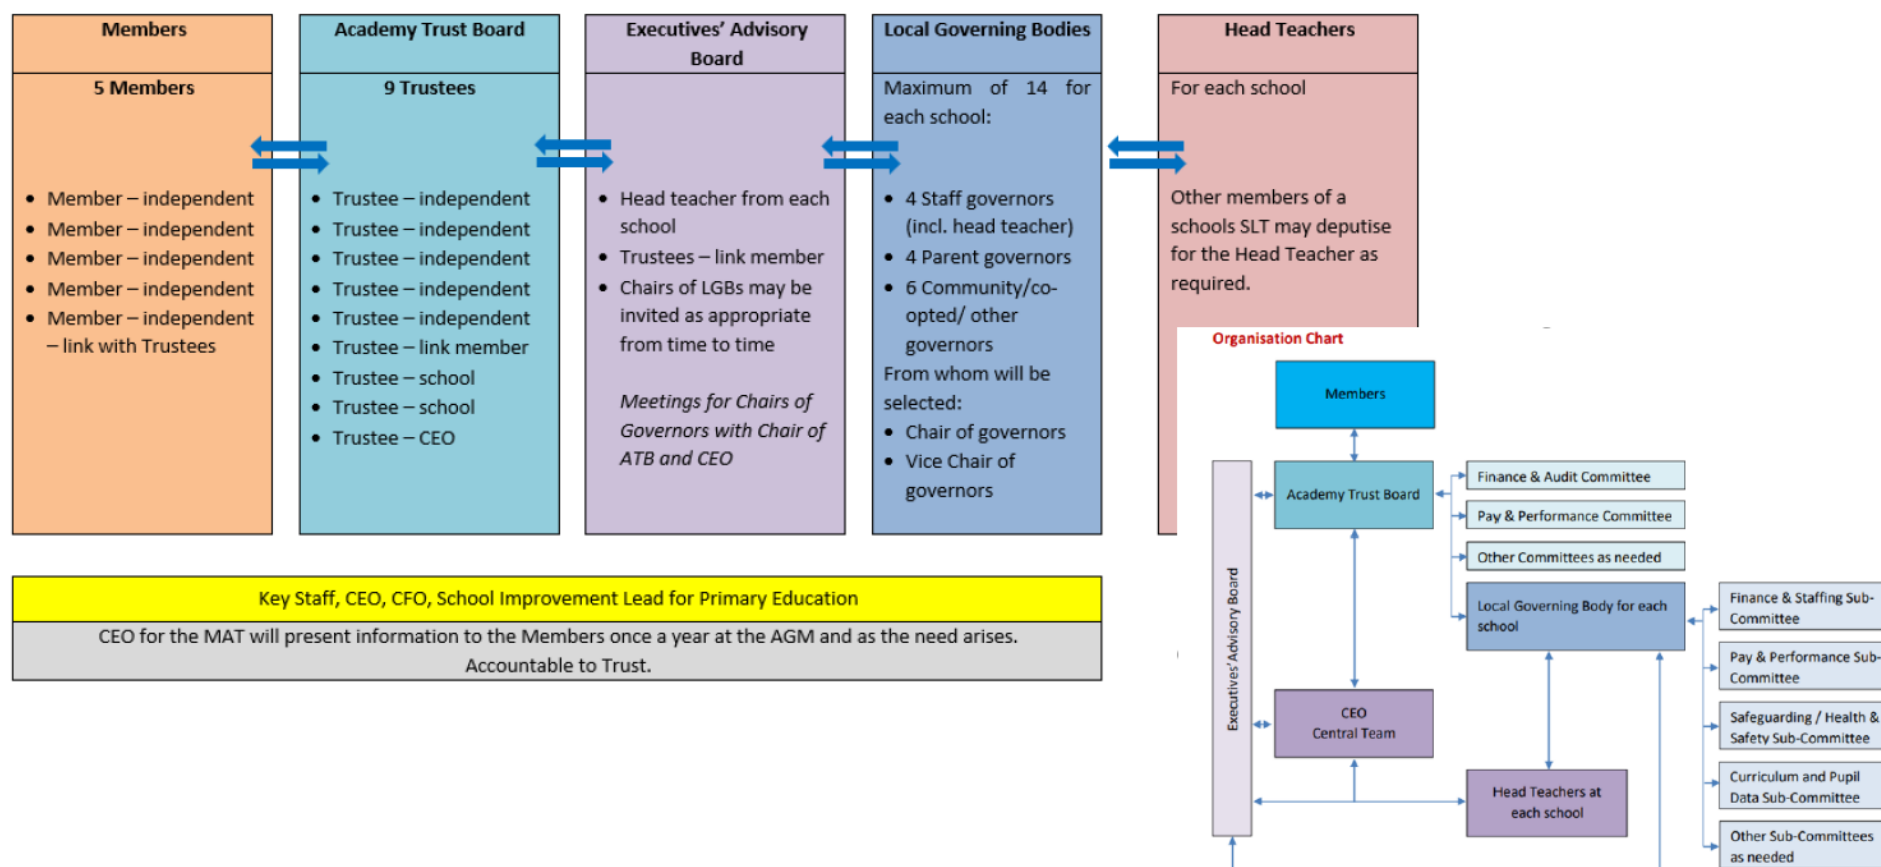 Members
5 Members
• Member – independent
• Member – independent
• Member – independent
• Member – independent
• Member – independent
– link with Trustees
Academy Trust Board
9 Trustees
• Trustee – independent
• Trustee – independent
• Trustee – independent
• Trustee – independent
• Trustee – independent
• Trustee – link member
• Trustee – school
• Trustee – school
• Trustee – CEO
Executives’ Advisory
Board
• Head teacher from each
school
• Trustees – link member
• Chairs of LGBs may be
invited as appropriate
from time to time
Meetings for Chairs of
Governors with Chair of
ATB and CEO
Local Governing Bodies
Maximum of 14 for
each school:
• 4 Staff governors
(incl. head teacher)
• 4 Parent governors
• 6 Community/co-
opted/ other
governors
From whom will be
selected:
• Chair of governors
• Vice Chair of
governors
Head Teachers
For each school
Other members of a
schools SLT may deputise
for the Head Teacher as
required.
Key Staff, CEO, CFO, School Improvement Lead for Primary Education
CEO for the MAT will present information to the Members once a year at the AGM and as the need arises.
Accountable to Trust.
Organisation Chart
Members
Executives’ Advisory Board
Academy Trust Board
Finance & Audit Committee
Pay & Performance Committee
Other Committees as needed
Local Governing Body for each
school
Finance & Staffing Sub-
Committee
Pay & Performance Sub-
Committee
Safeguarding / Health &
Safety Sub-Committee
Curriculum and Pupil
Data Sub-Committee
Other Sub-Committees
as needed
CEO
Central Team
Head Teachers at
each school